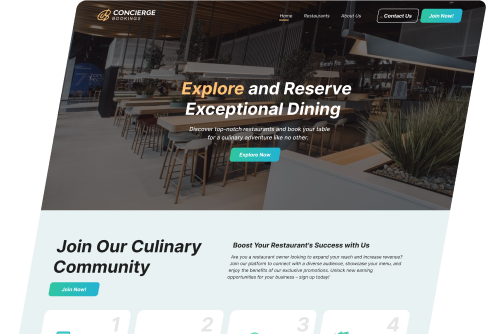 CONCIERGE
BOOKINGS
Home Restaurants About Us Contact Us Join Now!
Explore and Reserve
Exceptional Dining
Discover top-notch restaurants and book your table
for a culinary adventure like no other.
Explore Now
Join Our Culinary
Community
Join Now!
Boost Your Restaurant's Success with Us
Are you a restaurant owner looking to expand your reach and increase revenue?
Join our platform to connect with a diverse audience, showcase your menu, and
enjoy the benefits of our exclusive promotions. Unlock new earning
opportunities for your business – sign up today!
1 2 3 4